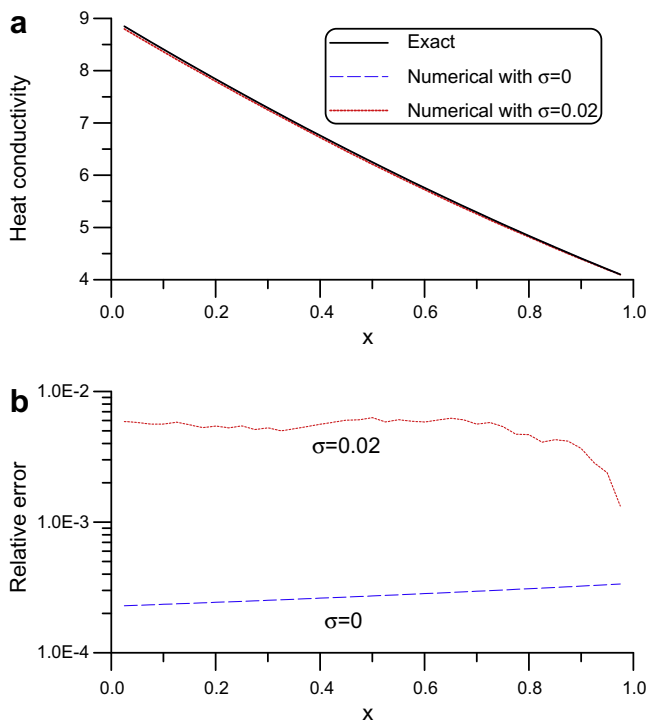 a
9
8
7
6
5
4
Heat conductivity
Exact
Numerical with σ=0
Numerical with σ=0.02
0.0 0.2 0.4 0.6 0.8 1.0
x
b
1.0E-2
1.0E-3
1.0E-4
Relative error
σ=0.02
σ=0
0.0 0.2 0.4 0.6 0.8 1.0
x